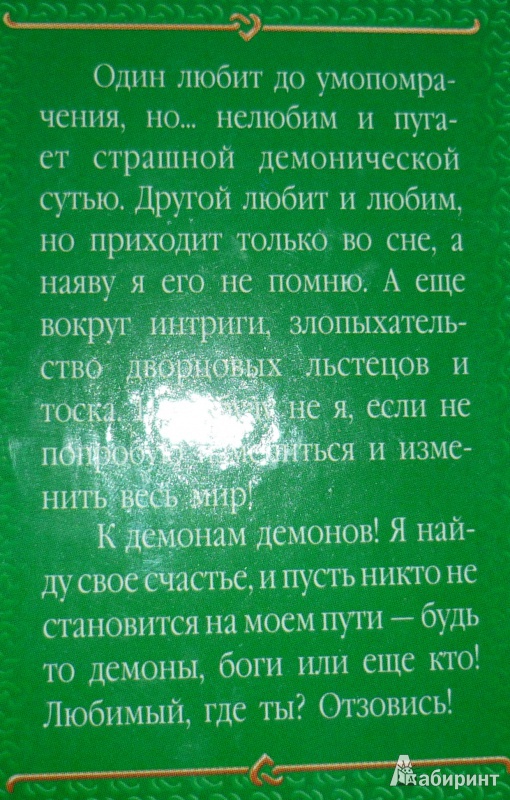 Один любит до умопомра-
чения, но... нелюбим и пуга-
ет страшной демонической
сутью. Другой любит и любим,
но приходит только во сне, а
наяву я его не помню. А еще
вокруг интриги, злопыхатель-
ство дворцовых льстецов и
тоска. не я, если не
попробую и изме-
нить весь мир!
К демонам демонов! Я най-
ду свое счастье, и пусть никто не
становится на моем пути — будь
то демоны, боги или еще кто!
Любимый, где ты? Отзовись!
Лабиринт